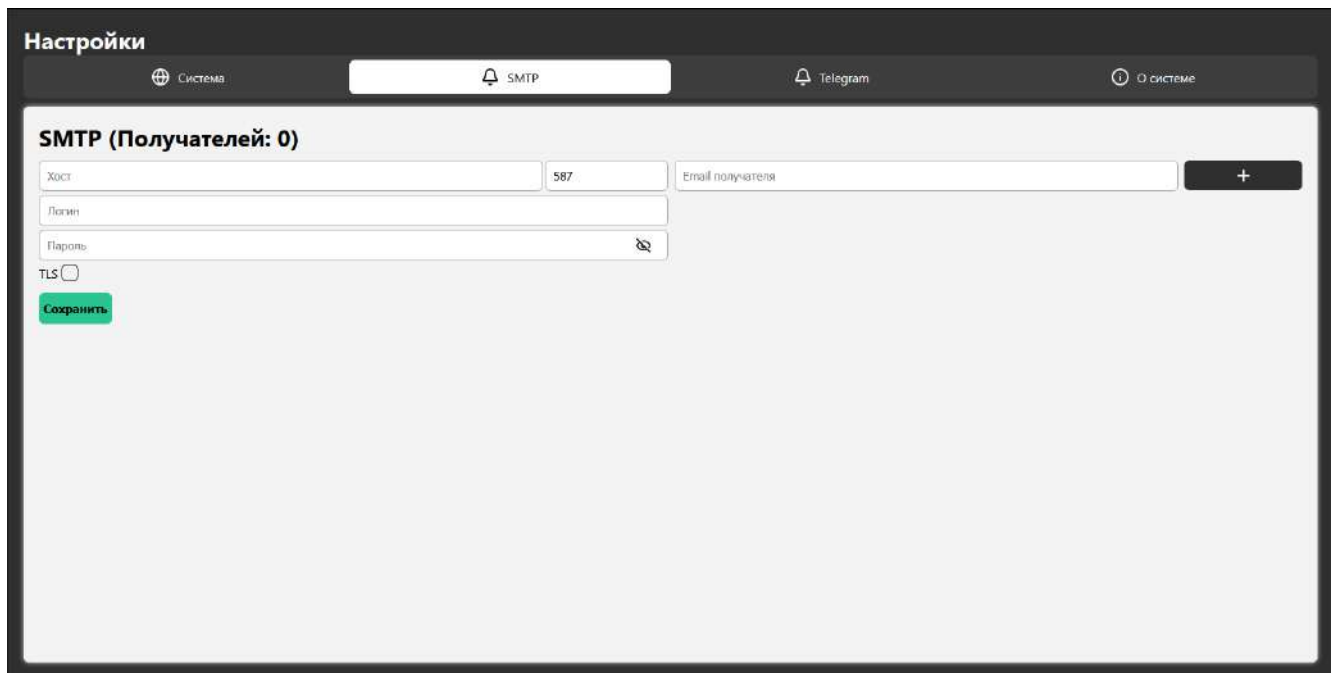 Настройки
Система SMTP Telegram О системе
SMTP (Получателей: 0)
Хост 587 Email получателя +
Логин
Пароль
TLS
Сохранить